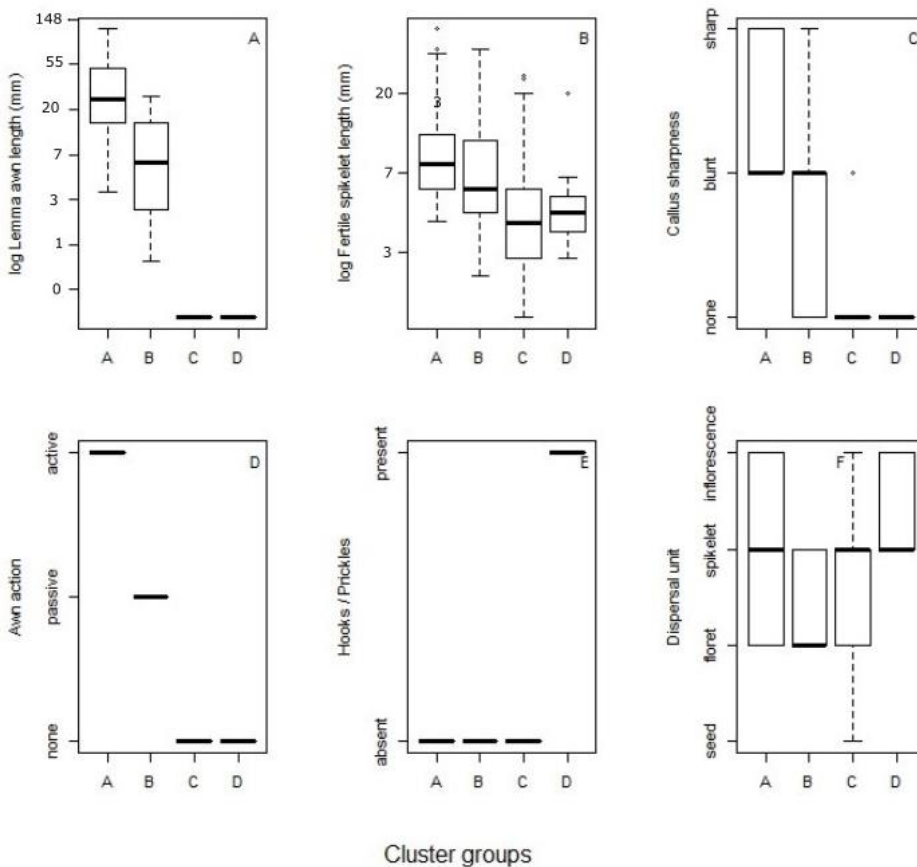 log Lemma awn length (mm)
148
55
20
7
3
1
0
A
A B C D
log Fertile spikelet length (mm)
20
7
3
3
B
A B C D
Callus sharpness
sharp
blunt
none
C
A B C D
Awn action
active
passive
none
D
A B C D
Hooks / Prickles
present
absent
E
A B C D
Dispersal unit
inflorescence
spikelet
floret
seed
F
A B C D
Cluster groups